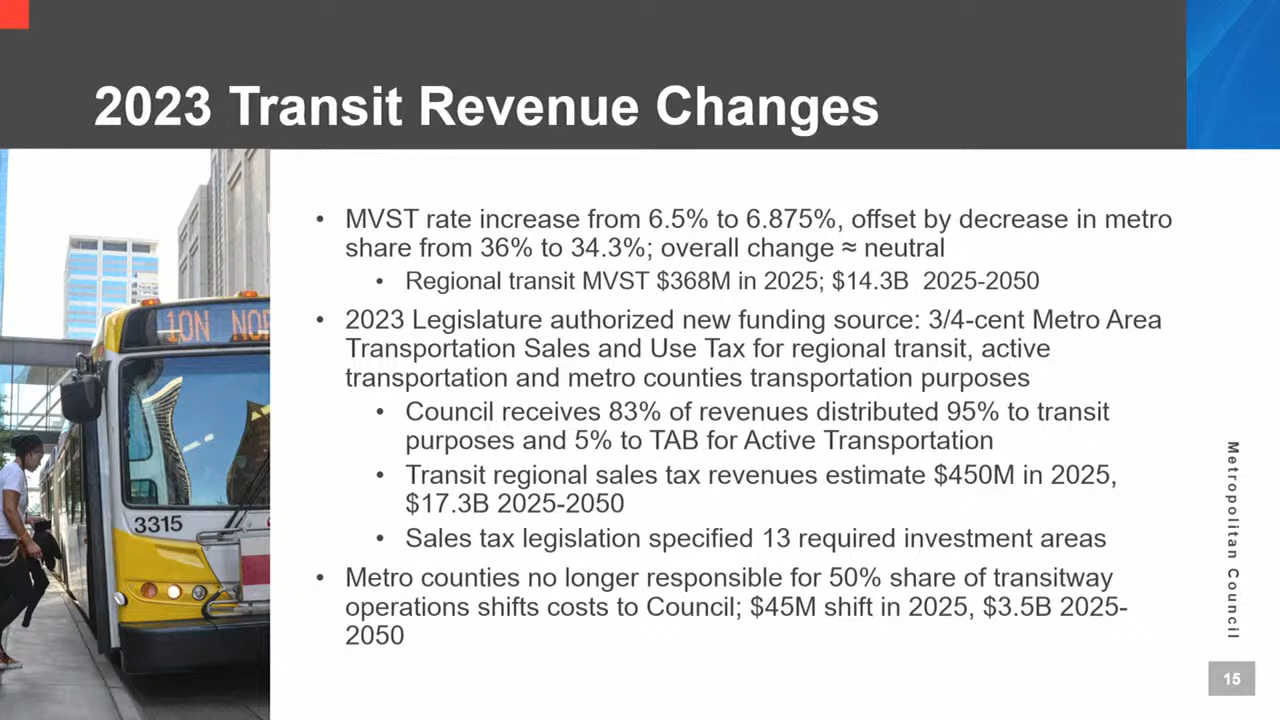 2023 Transit Revenue Changes
• MVST rate increase from 6.5% to 6.875%, offset by decrease in metro
share from 36% to 34.3%; overall change ≈ neutral
• Regional transit MVST $368M in 2025; $14.3B 2025-2050
• 2023 Legislature authorized new funding source: 3/4-cent Metro Area
Transportation Sales and Use Tax for regional transit, active
transportation and metro counties transportation purposes
• Council receives 83% of revenues distributed 95% to transit
purposes and 5% to TAB for Active Transportation
• Transit regional sales tax revenues estimate $450M in 2025,
$17.3B 2025-2050
• Sales tax legislation specified 13 required investment areas
• Metro counties no longer responsible for 50% share of transitway
operations shifts costs to Council; $45M shift in 2025, $3.5B 2025-
2050
3315
Metropolitan Council
15